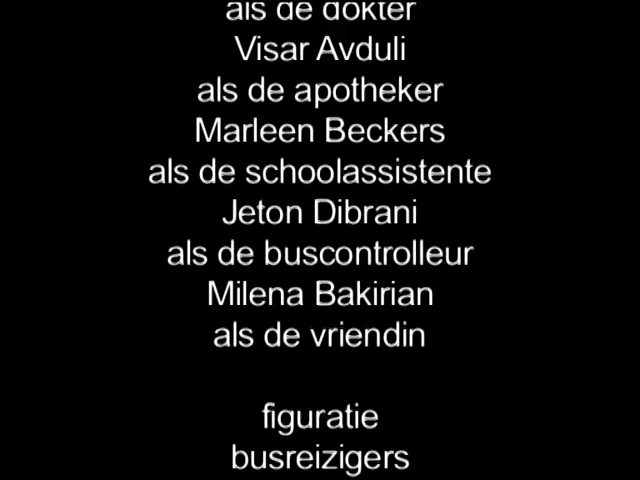 als de dokter
Visar Avduli
als de apotheker
Marleen Beckers
als de schoolassistente
Jeton Dibrani
als de buscontrolleur
Milena Bakirian
als de vriendin
figuratie
busreizigers